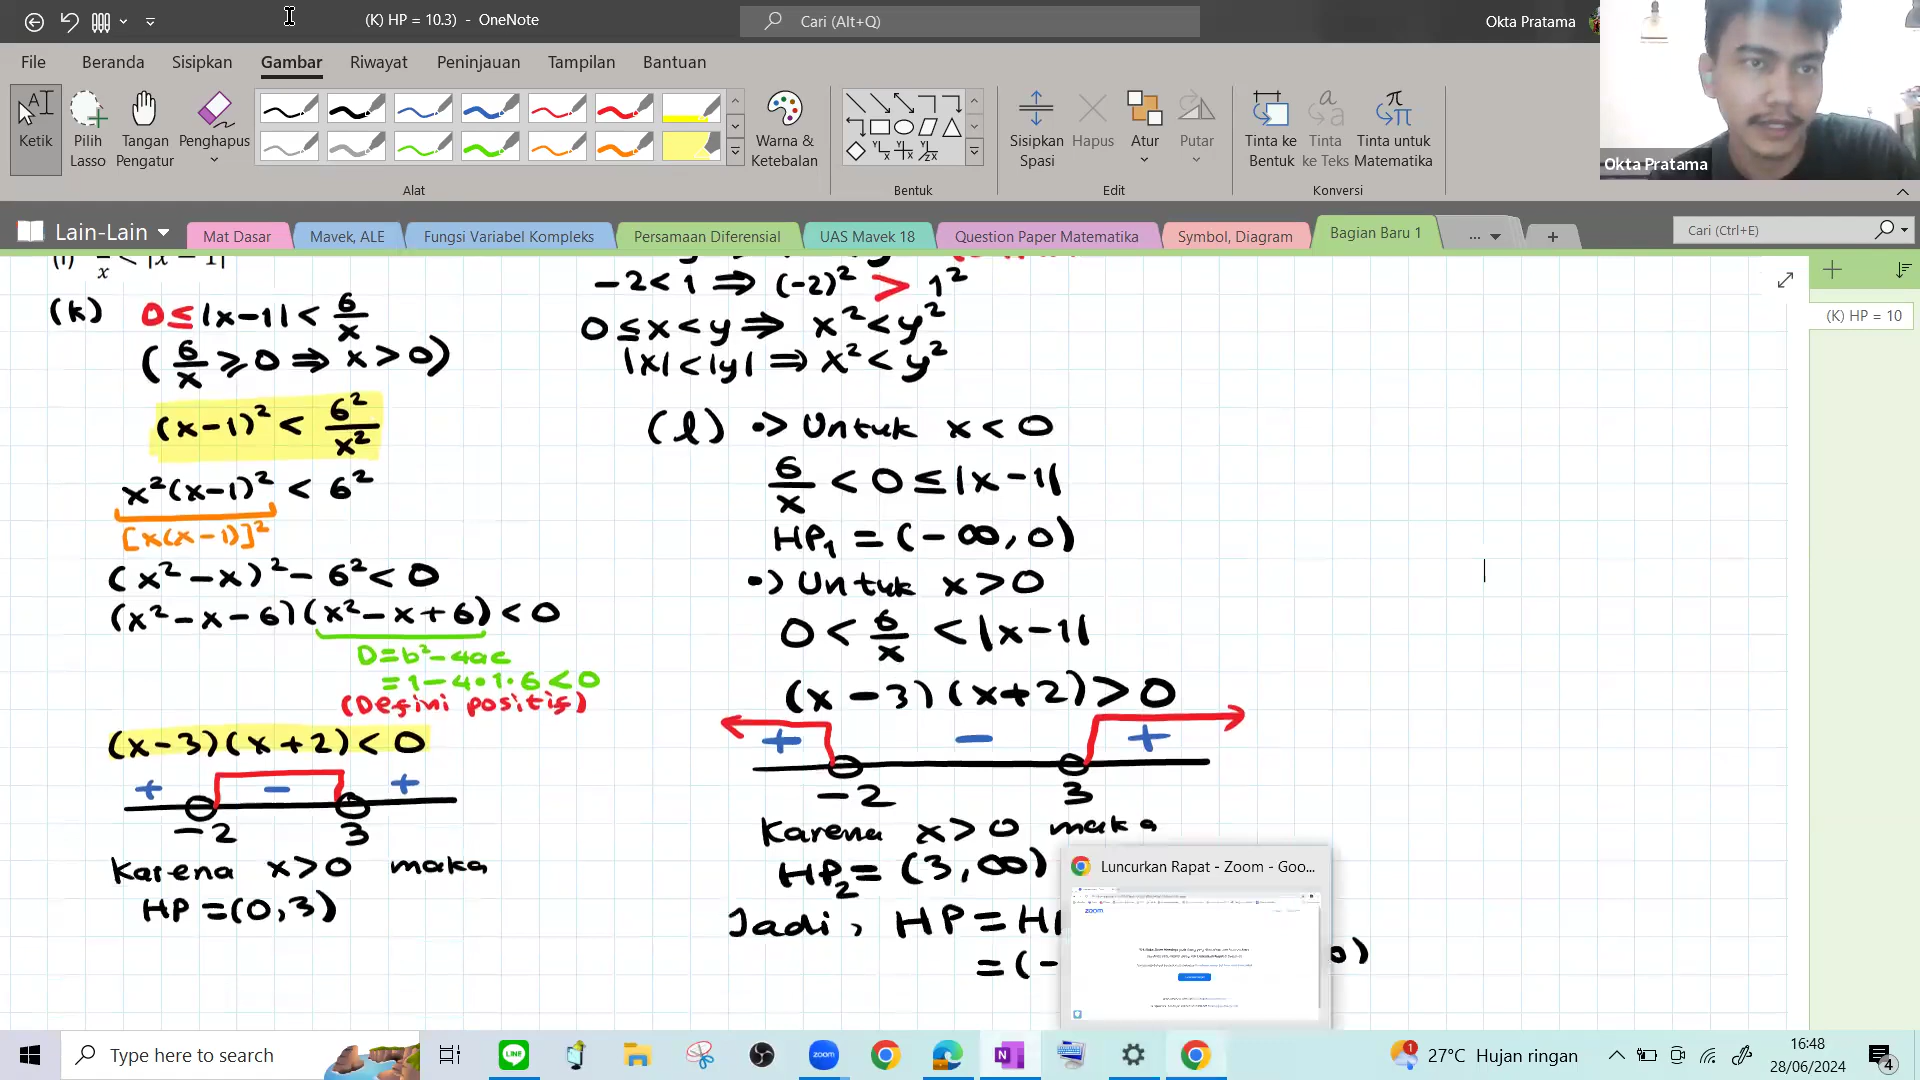 (K) HP = 10.3) - OneNote
Cari (Alt+Q)
Okta Pratama
File Beranda Sisipkan Gambar Riwayat Peninjauan Tampilan Bantuan
Ketik
Pilih Lasso
Tangan Pengatur
Penghapus
Warna & Ketebalan
Sisipkan Spasi
Hapus
Atur
Putar
Tinta ke Bentuk
Tinta ke Teks
Tinta untuk Matematika
Alat
Bentuk
Edit
Konversi
Okta Pratama
Lain-Lain
Mat Dasar
Mavek, ALE
Fungsi Variabel Kompleks
Persamaan Diferensial
UAS Mavek 18
Question Paper Matematika
Symbol, Diagram
Bagian Baru 1
...
Cari (Ctrl+E)
(K) HP = 10
(k) 0 ≤ |x-1| < 6/x
(6/x ≥ 0 ⇒ x > 0)
(x-1)² < 6²/x²
x²(x-1)² < 6²
[x(x-1)]²
(x²-x)² - 6² < 0
(x²-x-6)(x²-x+6) < 0
D=b²-4ac
=1-4•1•6<0
(Defini positif)
(x-3)(x+2)<0
+ - +
-2 3
Karena x>0 maka
HP =(0,3)
-2<1 ⇒ (-2)² > 1²
0 ≤ x < y ⇒ x² < y²
|x|<|y| ⇒ x² < y²
(l) •> Untuk x < 0
6/x < 0 ≤ |x-1|
HP₁ = (-∞,0)
•) Untuk x > 0
0 < 6/x < |x-1|
(x-3)(x+2)>0
+ - +
-2 3
Karena x>0 maka
HP₂= (3,∞)
Jadi, HP = 
=(-
)
Luncurkan Rapat - Zoom - Goo...
zoom
Type here to search
LINE
zoom
1
27°C Hujan ringan
16:48
28/06/2024
4